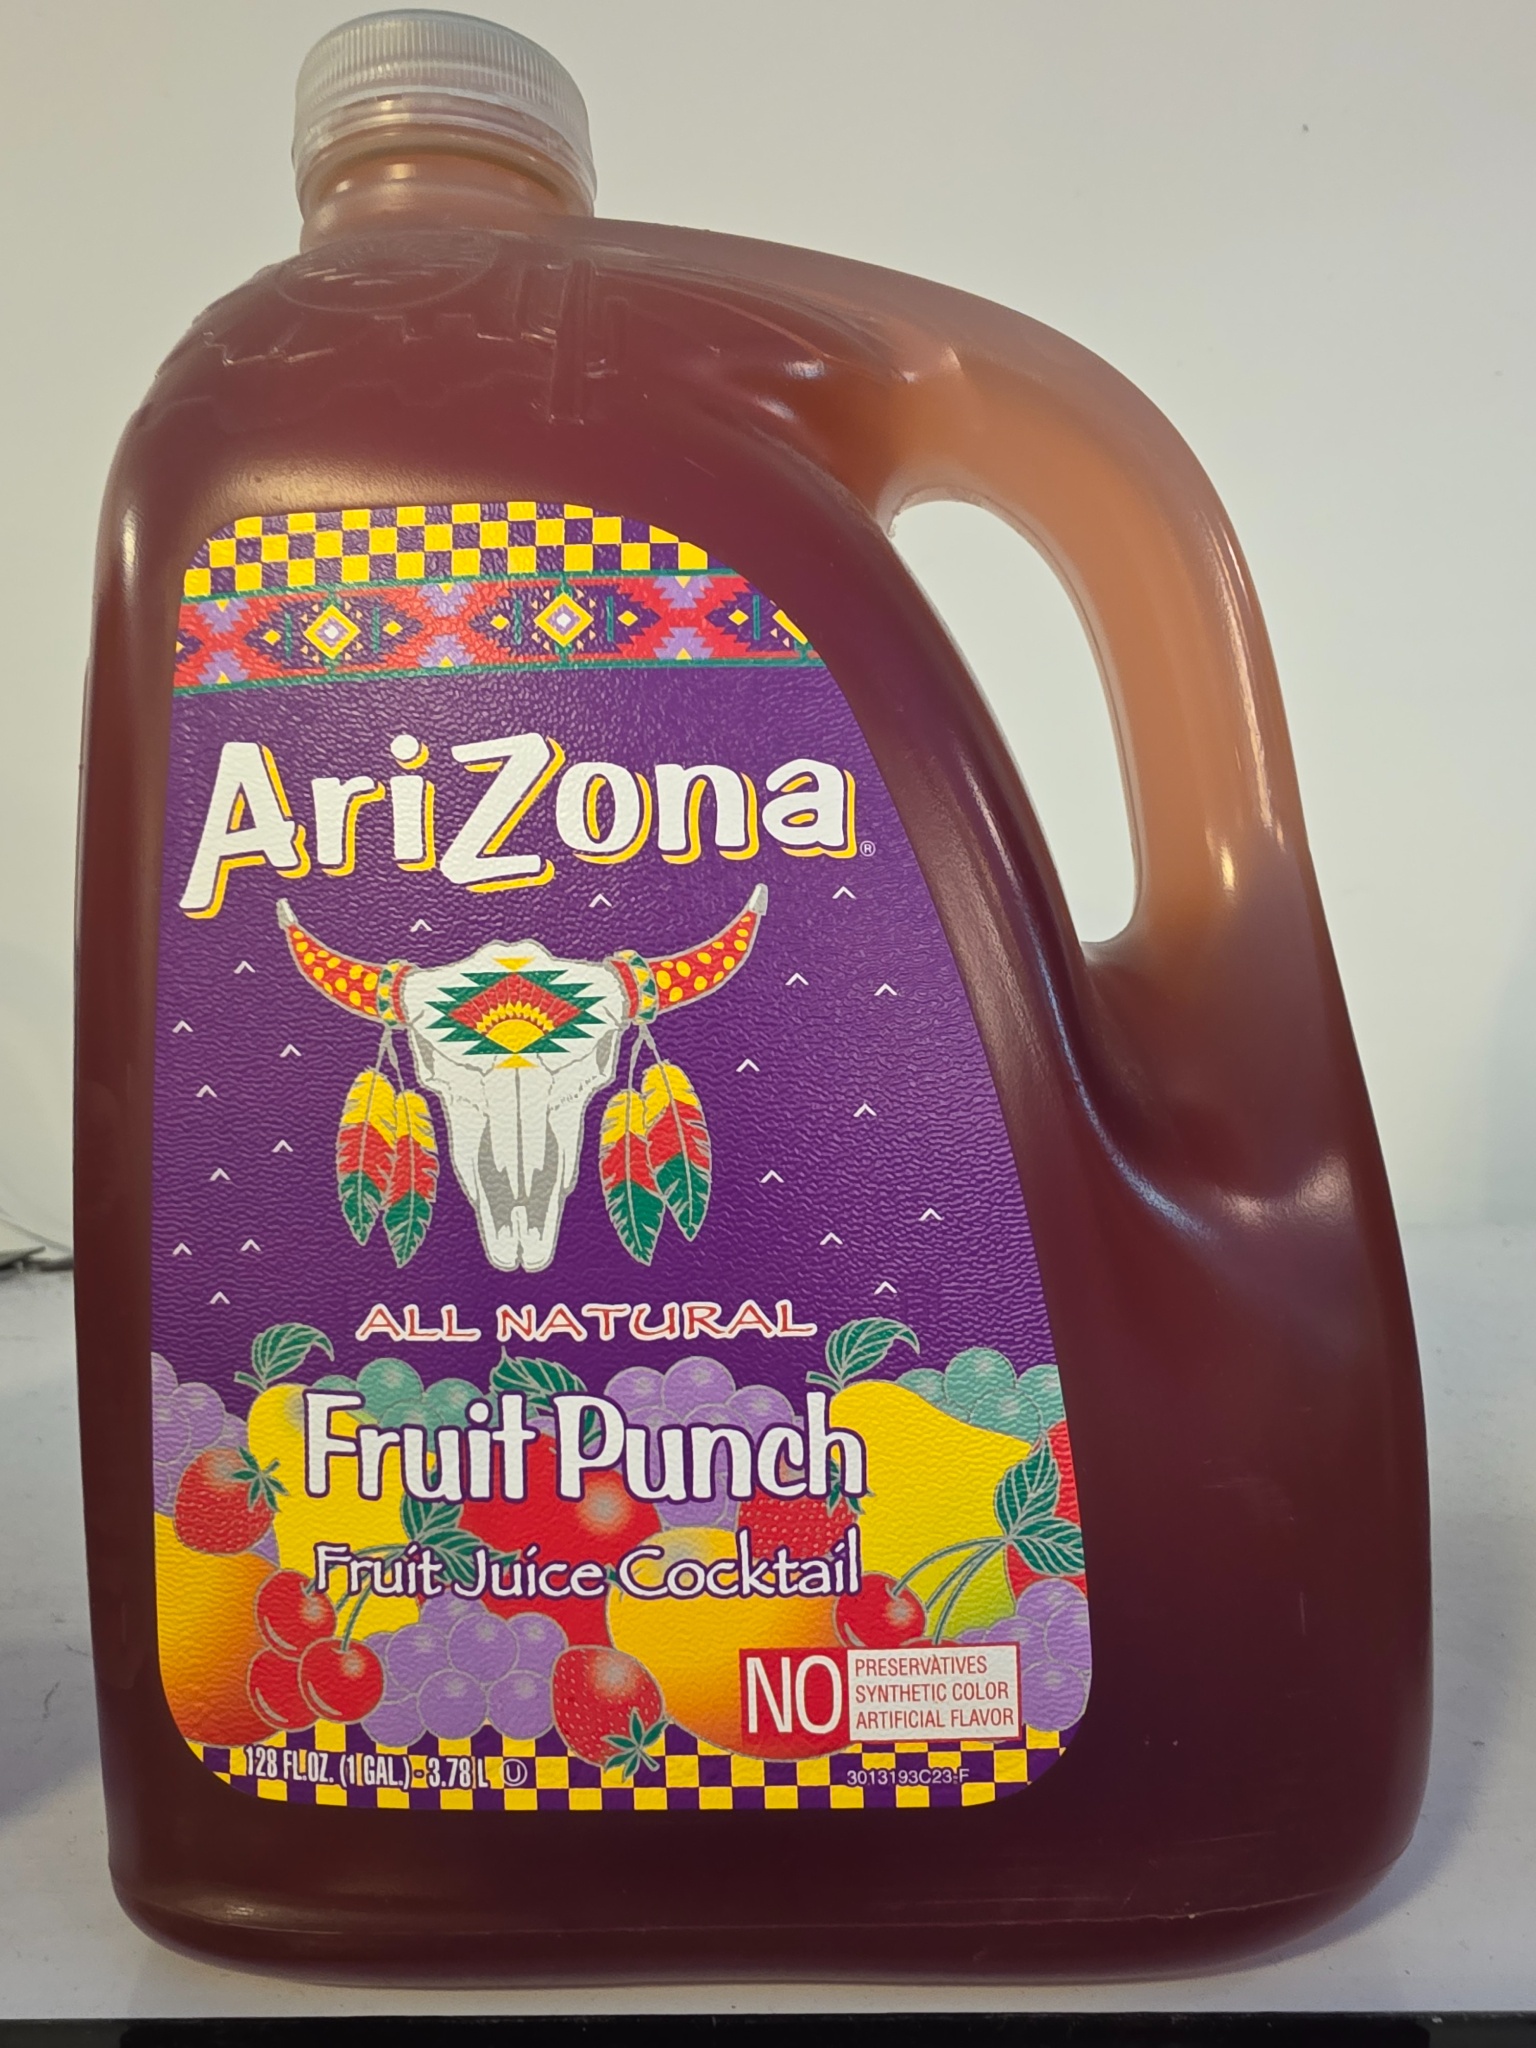 AriZona®
ALL NATURAL
Fruit Punch
Fruit Juice Cocktail
NO
PRESERVATIVES
SYNTHETIC COLOR
ARTIFICIAL FLAVOR
128 FL.OZ. (1 GAL.) - 3.78 L Ⓤ
3013193C23-F